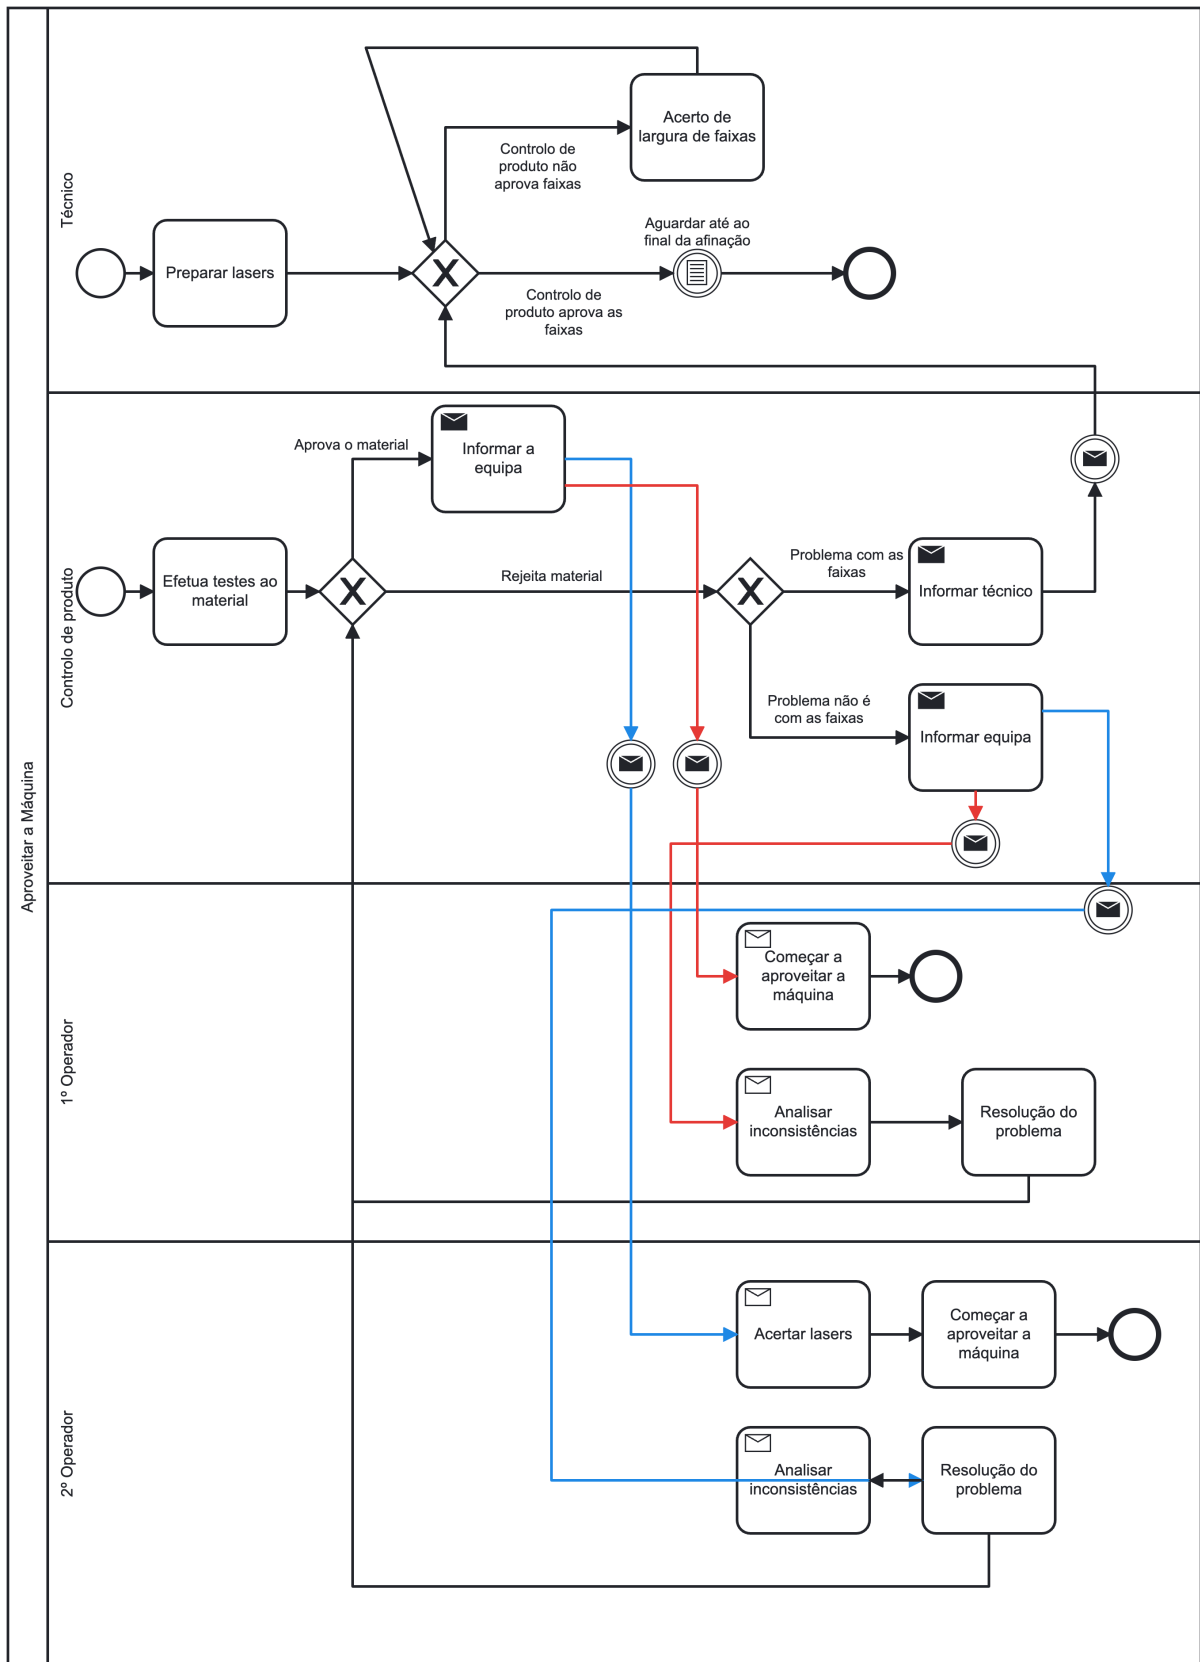 Aproveitar a Máquina
Técnico
Preparar lasers
Acerto de
largura de faixas
Controlo de
produto não
aprova faixas
Aguardar até ao
final da afinação
Controlo de
produto aprova as
faixas
Controlo de produto
Efetua testes ao
material
Aprova o material
Informar a
equipa
Rejeita material
Problema com as
faixas
Informar técnico
Problema não é
com as faixas
Informar equipa
1º Operador
Começar a
aproveitar a
máquina
Analisar
inconsistências
Resolução do
problema
2º Operador
Acertar lasers
Começar a
aproveitar a
máquina
Analisar
inconsistências
Resolução do
problema